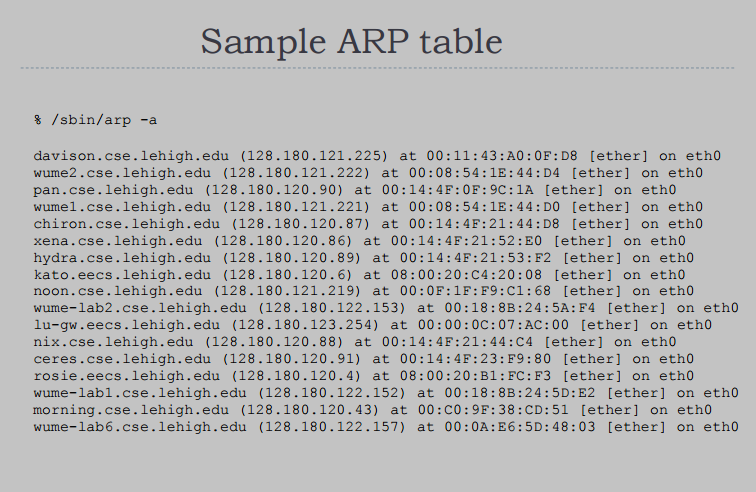 Sample ARP table
% /sbin/arp -a
davison.cse.lehigh.edu (128.180.121.225) at 00:11:43:A0:0F:D8 [ether] on eth0
wume2.cse.lehigh.edu (128.180.121.222) at 00:08:54:1E:44:D4 [ether] on eth0
pan.cse.lehigh.edu (128.180.120.90) at 00:14:4F:0F:9C:1A [ether] on eth0
wume1.cse.lehigh.edu (128.180.121.221) at 00:08:54:1E:44:D0 [ether] on eth0
chiron.cse.lehigh.edu (128.180.120.87) at 00:14:4F:21:44:D8 [ether] on eth0
xena.cse.lehigh.edu (128.180.120.86) at 00:14:4F:21:52:E0 [ether] on eth0
hydra.cse.lehigh.edu (128.180.120.89) at 00:14:4F:21:53:F2 [ether] on eth0
kato.eecs.lehigh.edu (128.180.120.6) at 08:00:20:C4:20:08 [ether] on eth0
noon.cse.lehigh.edu (128.180.121.219) at 00:0F:1F:F9:C1:68 [ether] on eth0
wume-lab2.cse.lehigh.edu (128.180.122.153) at 00:18:8B:24:5A:F4 [ether] on eth0
lu-gw.eecs.lehigh.edu (128.180.123.254) at 00:00:0C:07:AC:00 [ether] on eth0
nix.cse.lehigh.edu (128.180.120.88) at 00:14:4F:21:44:C4 [ether] on eth0
ceres.cse.lehigh.edu (128.180.120.91) at 00:14:4F:23:F9:80 [ether] on eth0
rosie.eecs.lehigh.edu (128.180.120.4) at 08:00:20:B1:FC:F3 [ether] on eth0
wume-lab1.cse.lehigh.edu (128.180.122.152) at 00:18:8B:24:5D:E2 [ether] on eth0
morning.cse.lehigh.edu (128.180.120.43) at 00:C0:9F:38:CD:51 [ether] on eth0
wume-lab6.cse.lehigh.edu (128.180.122.157) at 00:0A:E6:5D:48:03 [ether] on eth0